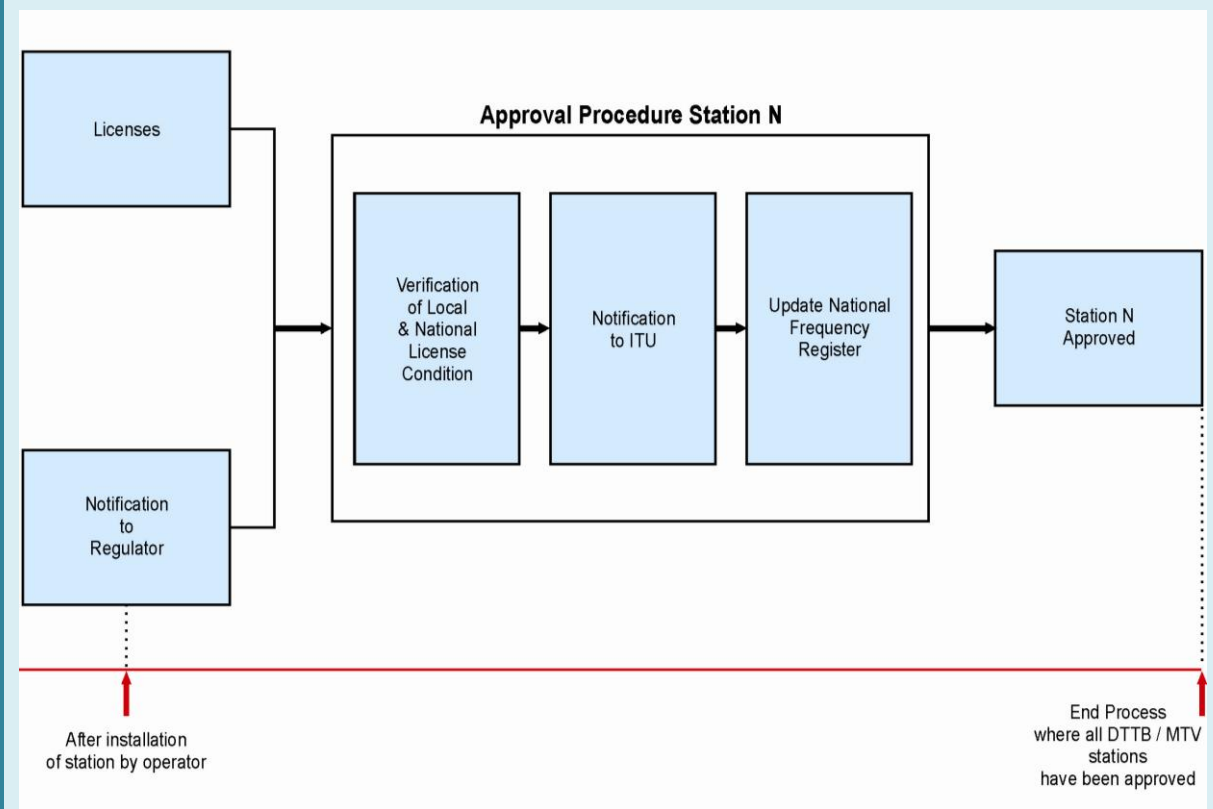 Approval Procedure Station N
Licenses
Notification
to
Regulator
Verification
of Local
& National
License
Condition
Notification
to ITU
Update National
Frequency
Register
Station N
Approved
After installation
of station by operator
End Process
where all DTTB / MTV
stations
have been approved